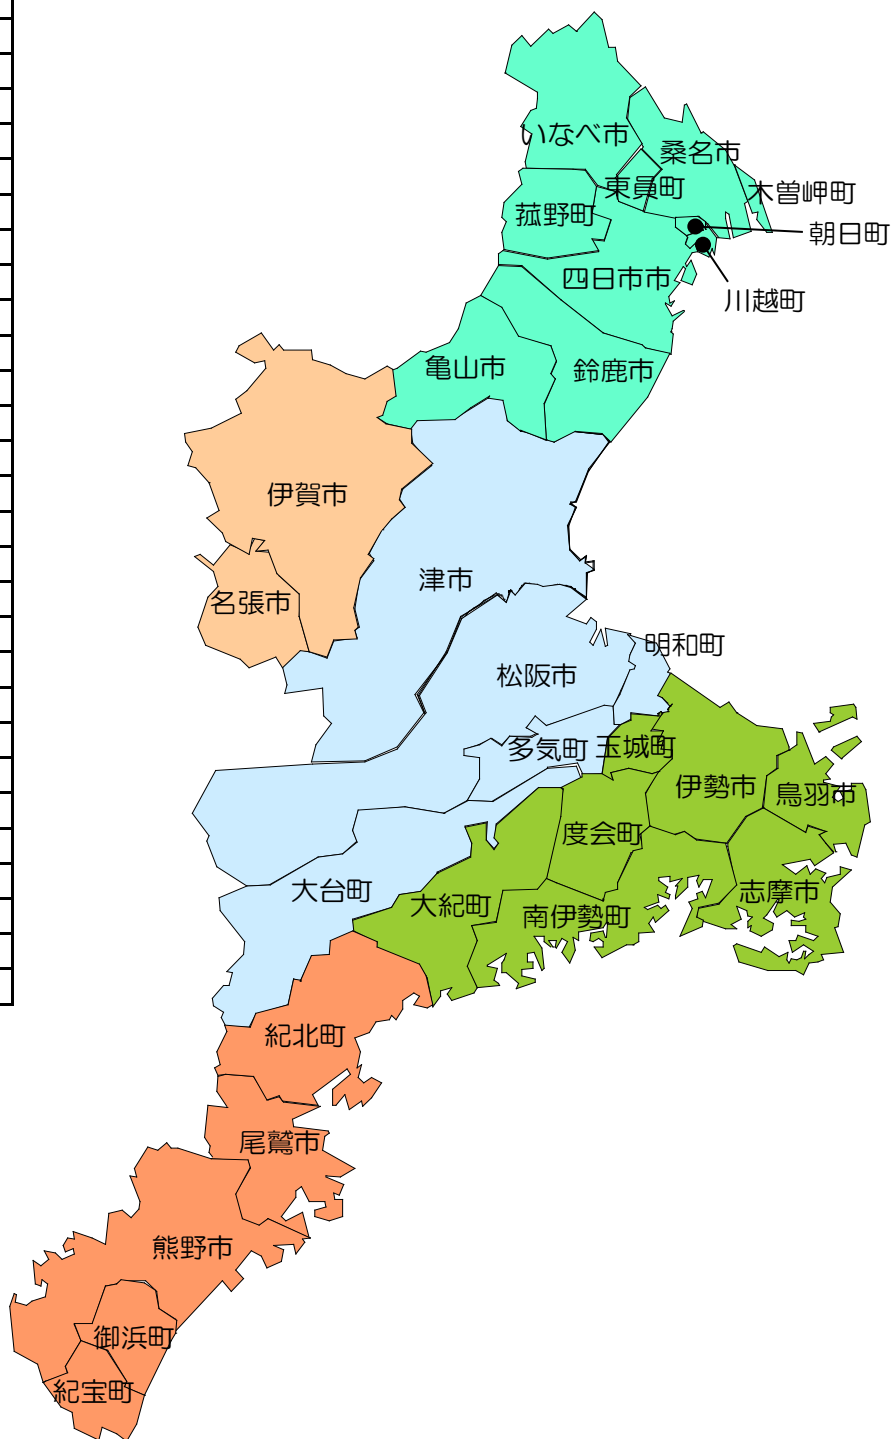 いなべ市
桑名市
東員町
木曽岬町
菰野町
朝日町
四日市市
川越町
亀山市
鈴鹿市
伊賀市
津市
名張市
明和町
松阪市
多気町
玉城町
伊勢市
鳥羽市
度会町
大台町
志摩市
大紀町
南伊勢町
紀北町
尾鷲市
熊野市
御浜町
紀宝町